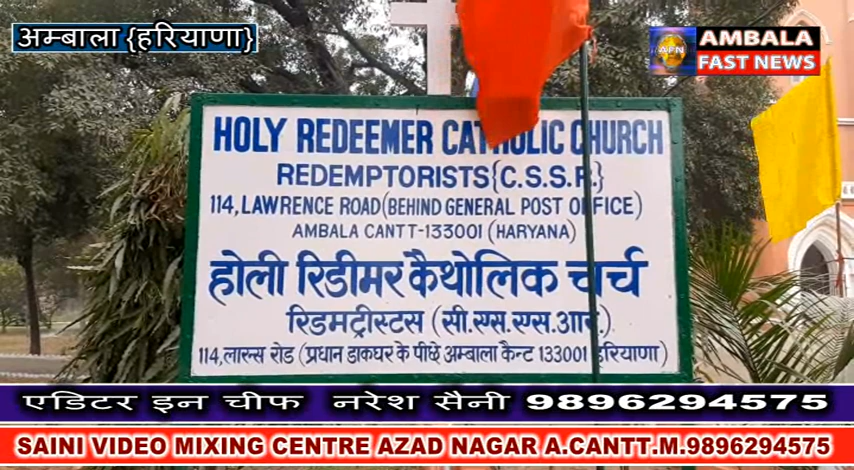 अम्बाला {हरियाणा}
AFN
AMBALA
FAST NEWS
HOLY REDEEMER CATHOLIC CHURCH
REDEMPTORISTS {C.S.S.R.}
114, LAWRENCE ROAD (BEHIND GENERAL POST OFFICE)
AMBALA CANTT-133001 (HARYANA)
होली रिडीमर कैथोलिक चर्च
रिडमट्रीस्टस (सी.एस.एस.आर.)
114, लारन्स रोड (प्रधान डाकघर के पीछे अम्बाला कैन्ट 133001 हरियाणा)
एडिटर इन चीफ नरेश सैनी 9896294575
SAINI VIDEO MIXING CENTRE AZAD NAGAR A.CANTT.M.9896294575